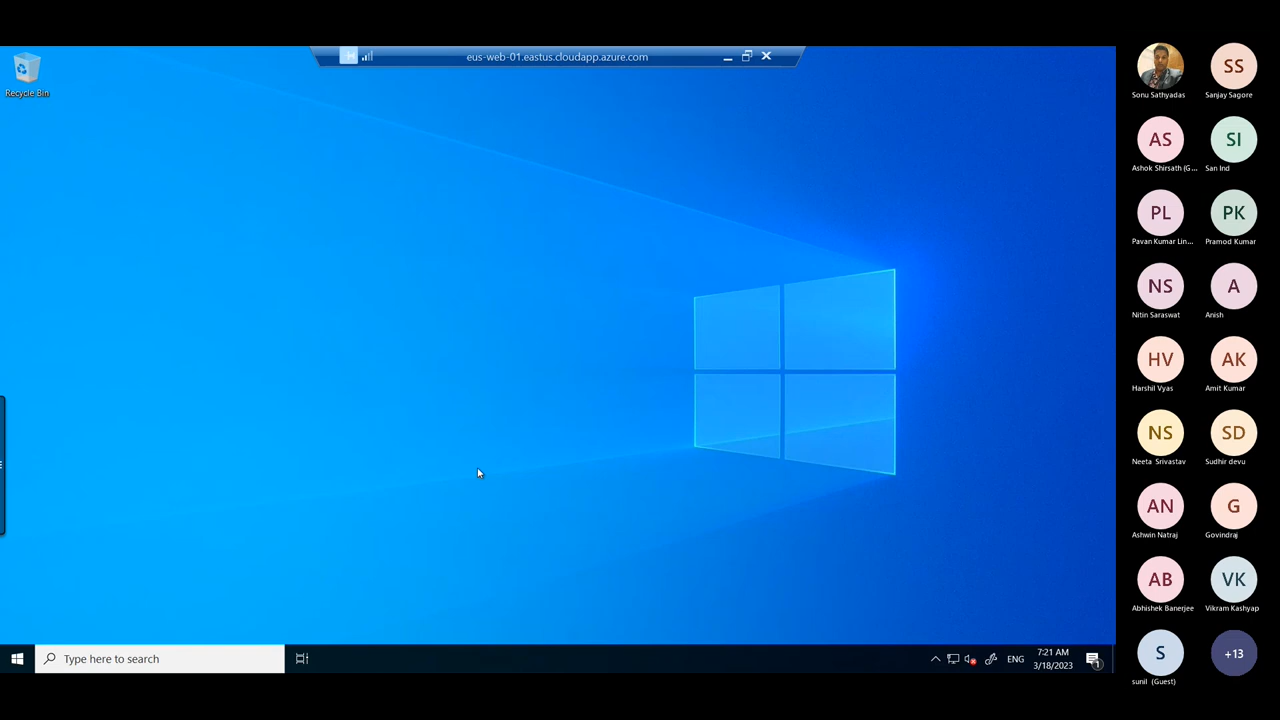 eus-web-01.eastus.cloudapp.azure.com
Recycle Bin
Type here to search
ENG
7:21 AM
3/18/2023
1
Sonu Sathyadas
SS
Sanjay Sagore
AS
Ashok Shirsath (G...
SI
San Ind
PL
Pavan Kumar Lin...
PK
Pramod Kumar
NS
Nitin Saraswat
A
Anish
HV
Harshil Vyas
AK
Amit Kumar
NS
Neeta Srivastav
SD
Sudhir devu
AN
Ashwin Natraj
G
Govindraj
AB
Abhishek Banerjee
VK
Vikram Kashyap
S
sunil (Guest)
+13